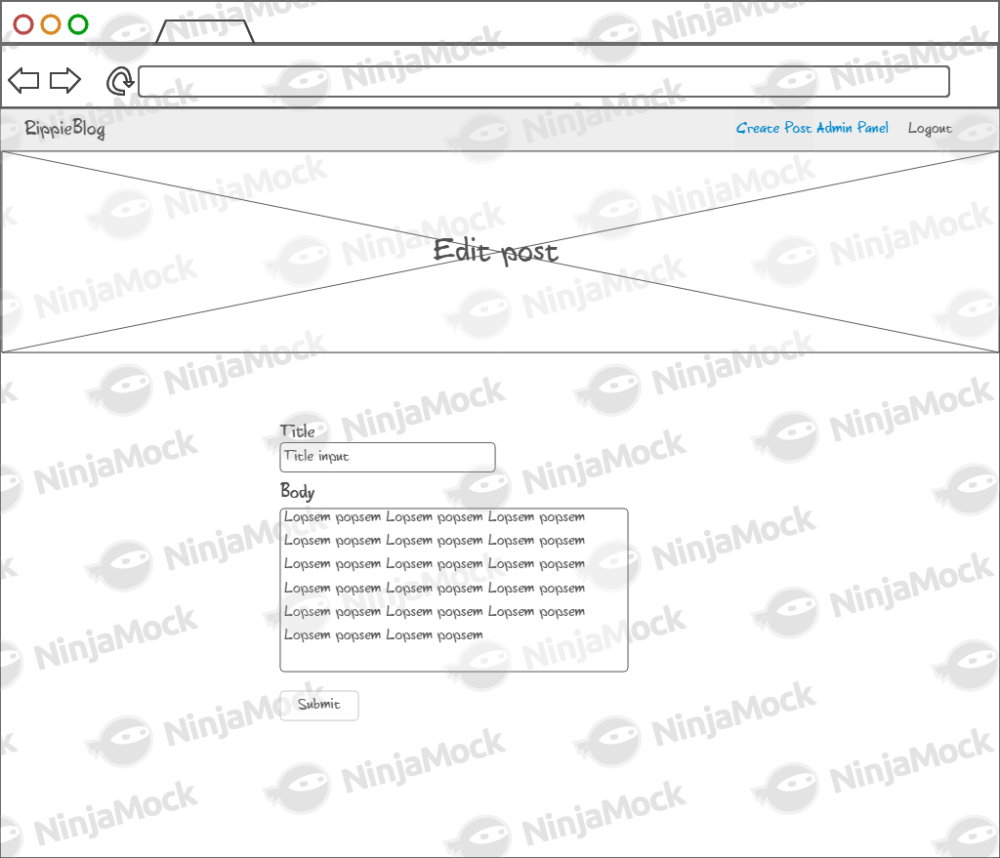 RippieBlog Create Post Admin Panel Logout
Edit post
Title
Title input
Body
Lopsem popsem Lopsem popsem Lopsem popsem
Lopsem popsem Lopsem popsem Lopsem popsem
Lopsem popsem Lopsem popsem Lopsem popsem
Lopsem popsem Lopsem popsem Lopsem popsem
Lopsem popsem Lopsem popsem Lopsem popsem
Lopsem popsem Lopsem popsem
Submit
NinjaMock